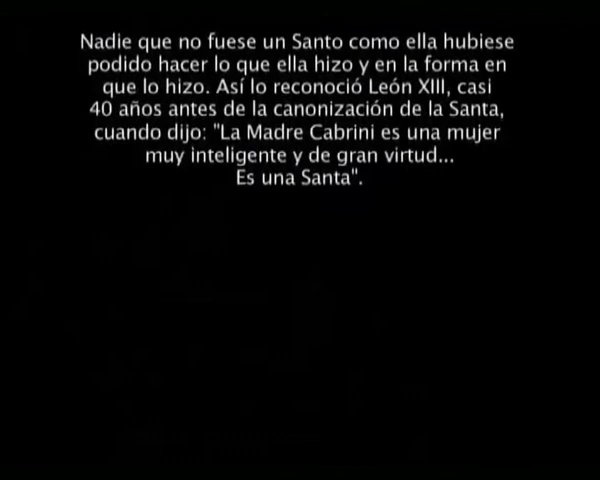 Nadie que no fuese un Santo como ella hubiese
podido hacer lo que ella hizo y en la forma en
que lo hizo. Así lo reconoció León XIII, casi
40 años antes de la canonización de la Santa,
cuando dijo: "La Madre Cabrini es una mujer
muy inteligente y de gran virtud...
Es una Santa".